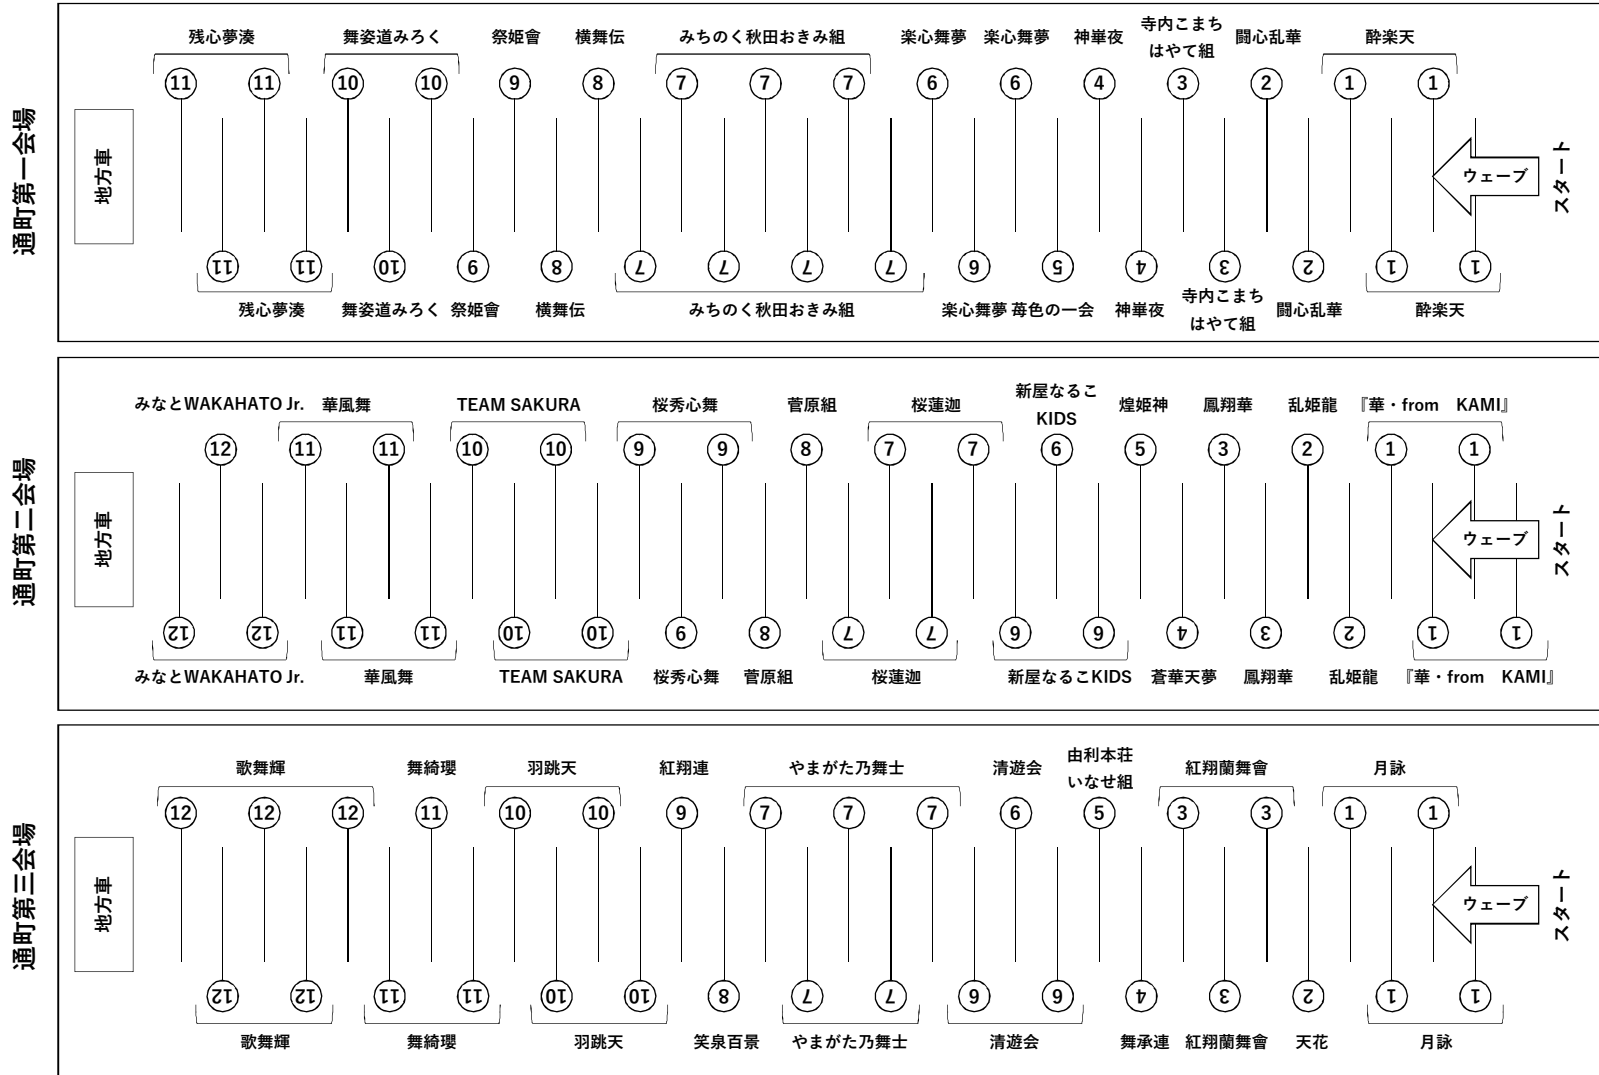 通町第一会場
残心夢湊 舞姿道みろく 祭姫會 横舞伝 みちのく秋田おきみ組 楽心舞夢 楽心舞夢 神崋夜 寺内こまち はやて組 闘心乱華 酔楽天
11 11 10 10 9 8 7 7 7 6 6 4 3 2 1 1
地方車
ウェーブ
スタート
11 11 10 9 8 7 7 7 7 6 5 4 3 2 1 1
残心夢湊 舞姿道みろく 祭姫會 横舞伝 みちのく秋田おきみ組 楽心舞夢 苺色の一会 神崋夜 寺内こまち はやて組 闘心乱華 酔楽天
通町第二会場
みなとWAKAHATO Jr. 華風舞 TEAM SAKURA 桜秀心舞 菅原組 桜蓮迦 新屋なるこ KIDS 煌姫神 鳳翔華 乱姫龍 『華・from　KAMI』
12 11 11 10 10 9 9 8 7 7 6 5 3 2 1 1
地方車
ウェーブ
スタート
12 12 11 11 10 10 9 8 7 7 6 6 4 3 2 1 1
みなとWAKAHATO Jr. 華風舞 TEAM SAKURA 桜秀心舞 菅原組 桜蓮迦 新屋なるこKIDS 蒼華天夢 鳳翔華 乱姫龍 『華・from　KAMI』
通町第三会場
歌舞輝 舞綺瓔 羽跳天 紅翔連 やまがた乃舞士 清遊会 由利本荘 いなせ組 紅翔蘭舞會 月詠
12 12 12 11 10 10 9 7 7 7 6 5 3 3 1 1
地方車
ウェーブ
スタート
12 12 11 11 10 10 8 7 7 6 6 4 3 2 1 1
歌舞輝 舞綺瓔 羽跳天 笑泉百景 やまがた乃舞士 清遊会 舞承連 紅翔蘭舞會 天花 月詠